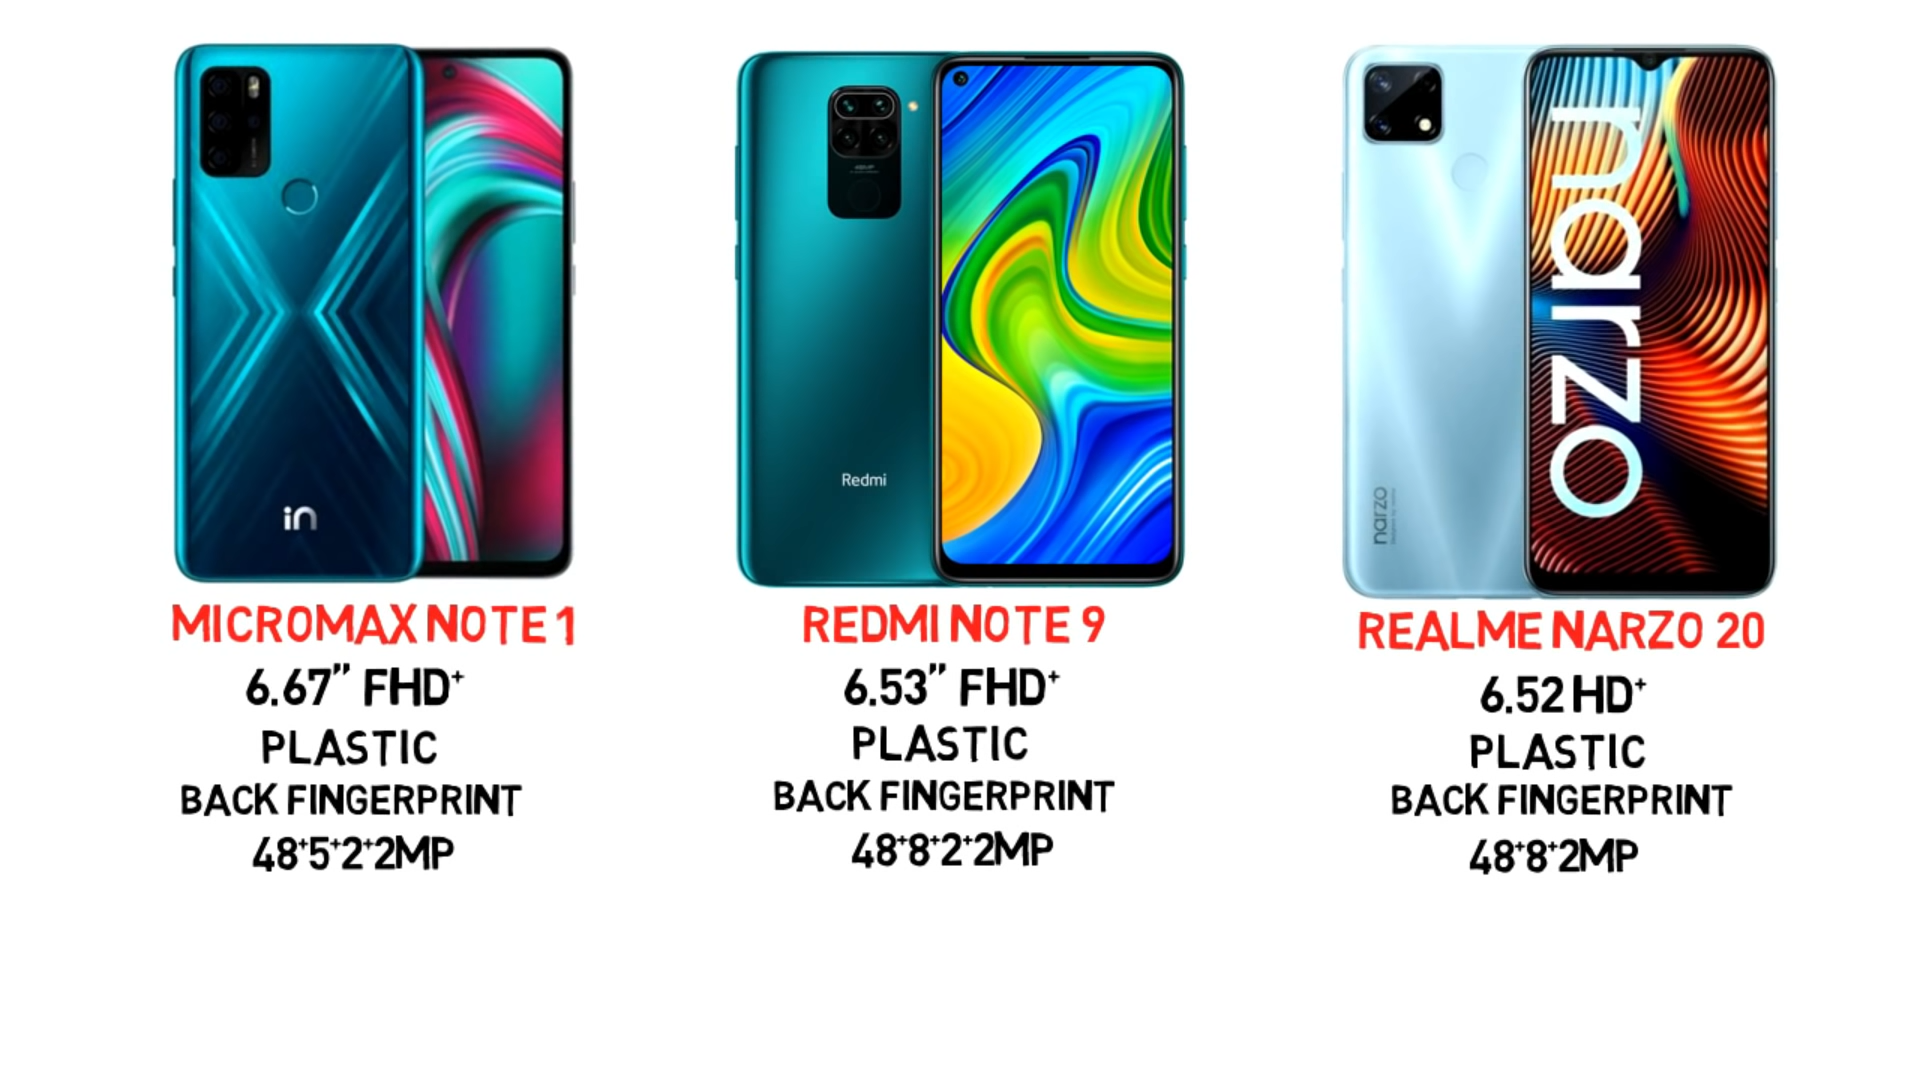 in
Redmi
narzo
narzo
MICROMAX NOTE 1
6.67" FHD+
PLASTIC
BACK FINGERPRINT
48+5+2+2MP
REDMI NOTE 9
6.53" FHD+
PLASTIC
BACK FINGERPRINT
48+8+2+2MP
REALME NARZO 20
6.52 HD+
PLASTIC
BACK FINGERPRINT
48+8+2MP